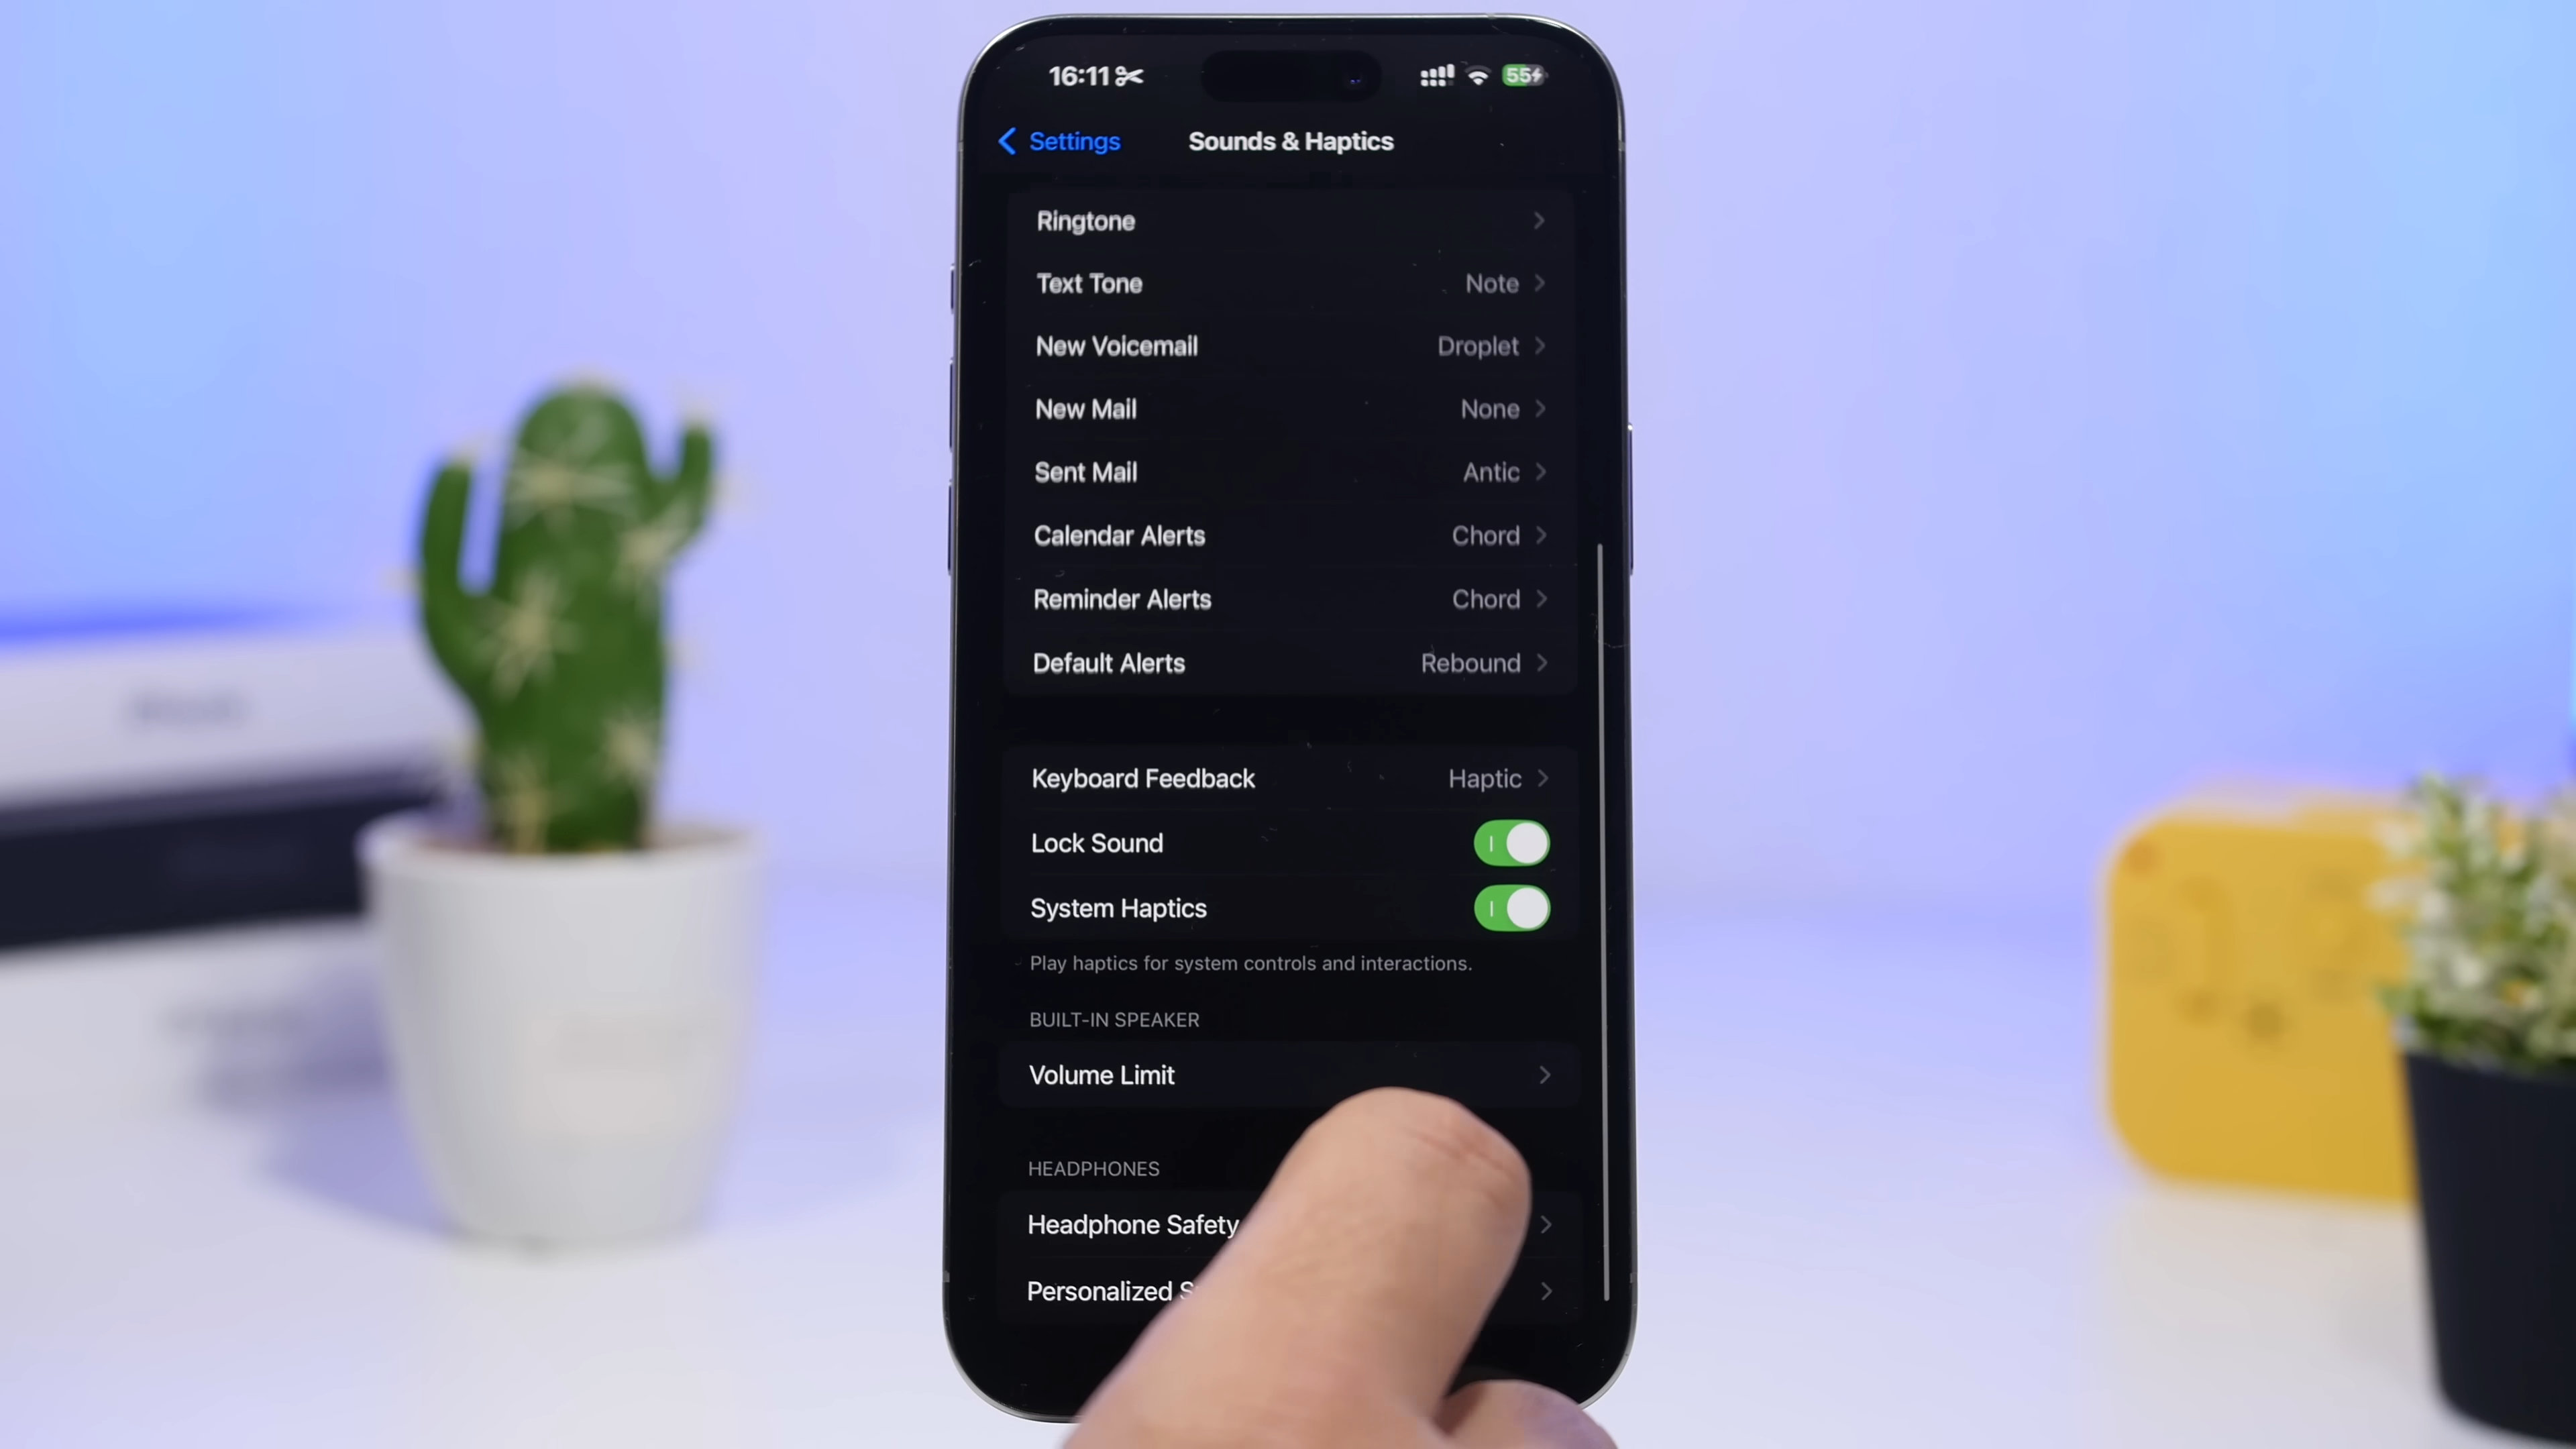 16:11
55
Settings
Sounds & Haptics
Ringtone
Text Tone Note
New Voicemail Droplet
New Mail None
Sent Mail Antic
Calendar Alerts Chord
Reminder Alerts Chord
Default Alerts Rebound
Keyboard Feedback Haptic
Lock Sound
System Haptics
Play haptics for system controls and interactions.
BUILT-IN SPEAKER
Volume Limit
HEADPHONES
Headphone Safety
Personalized